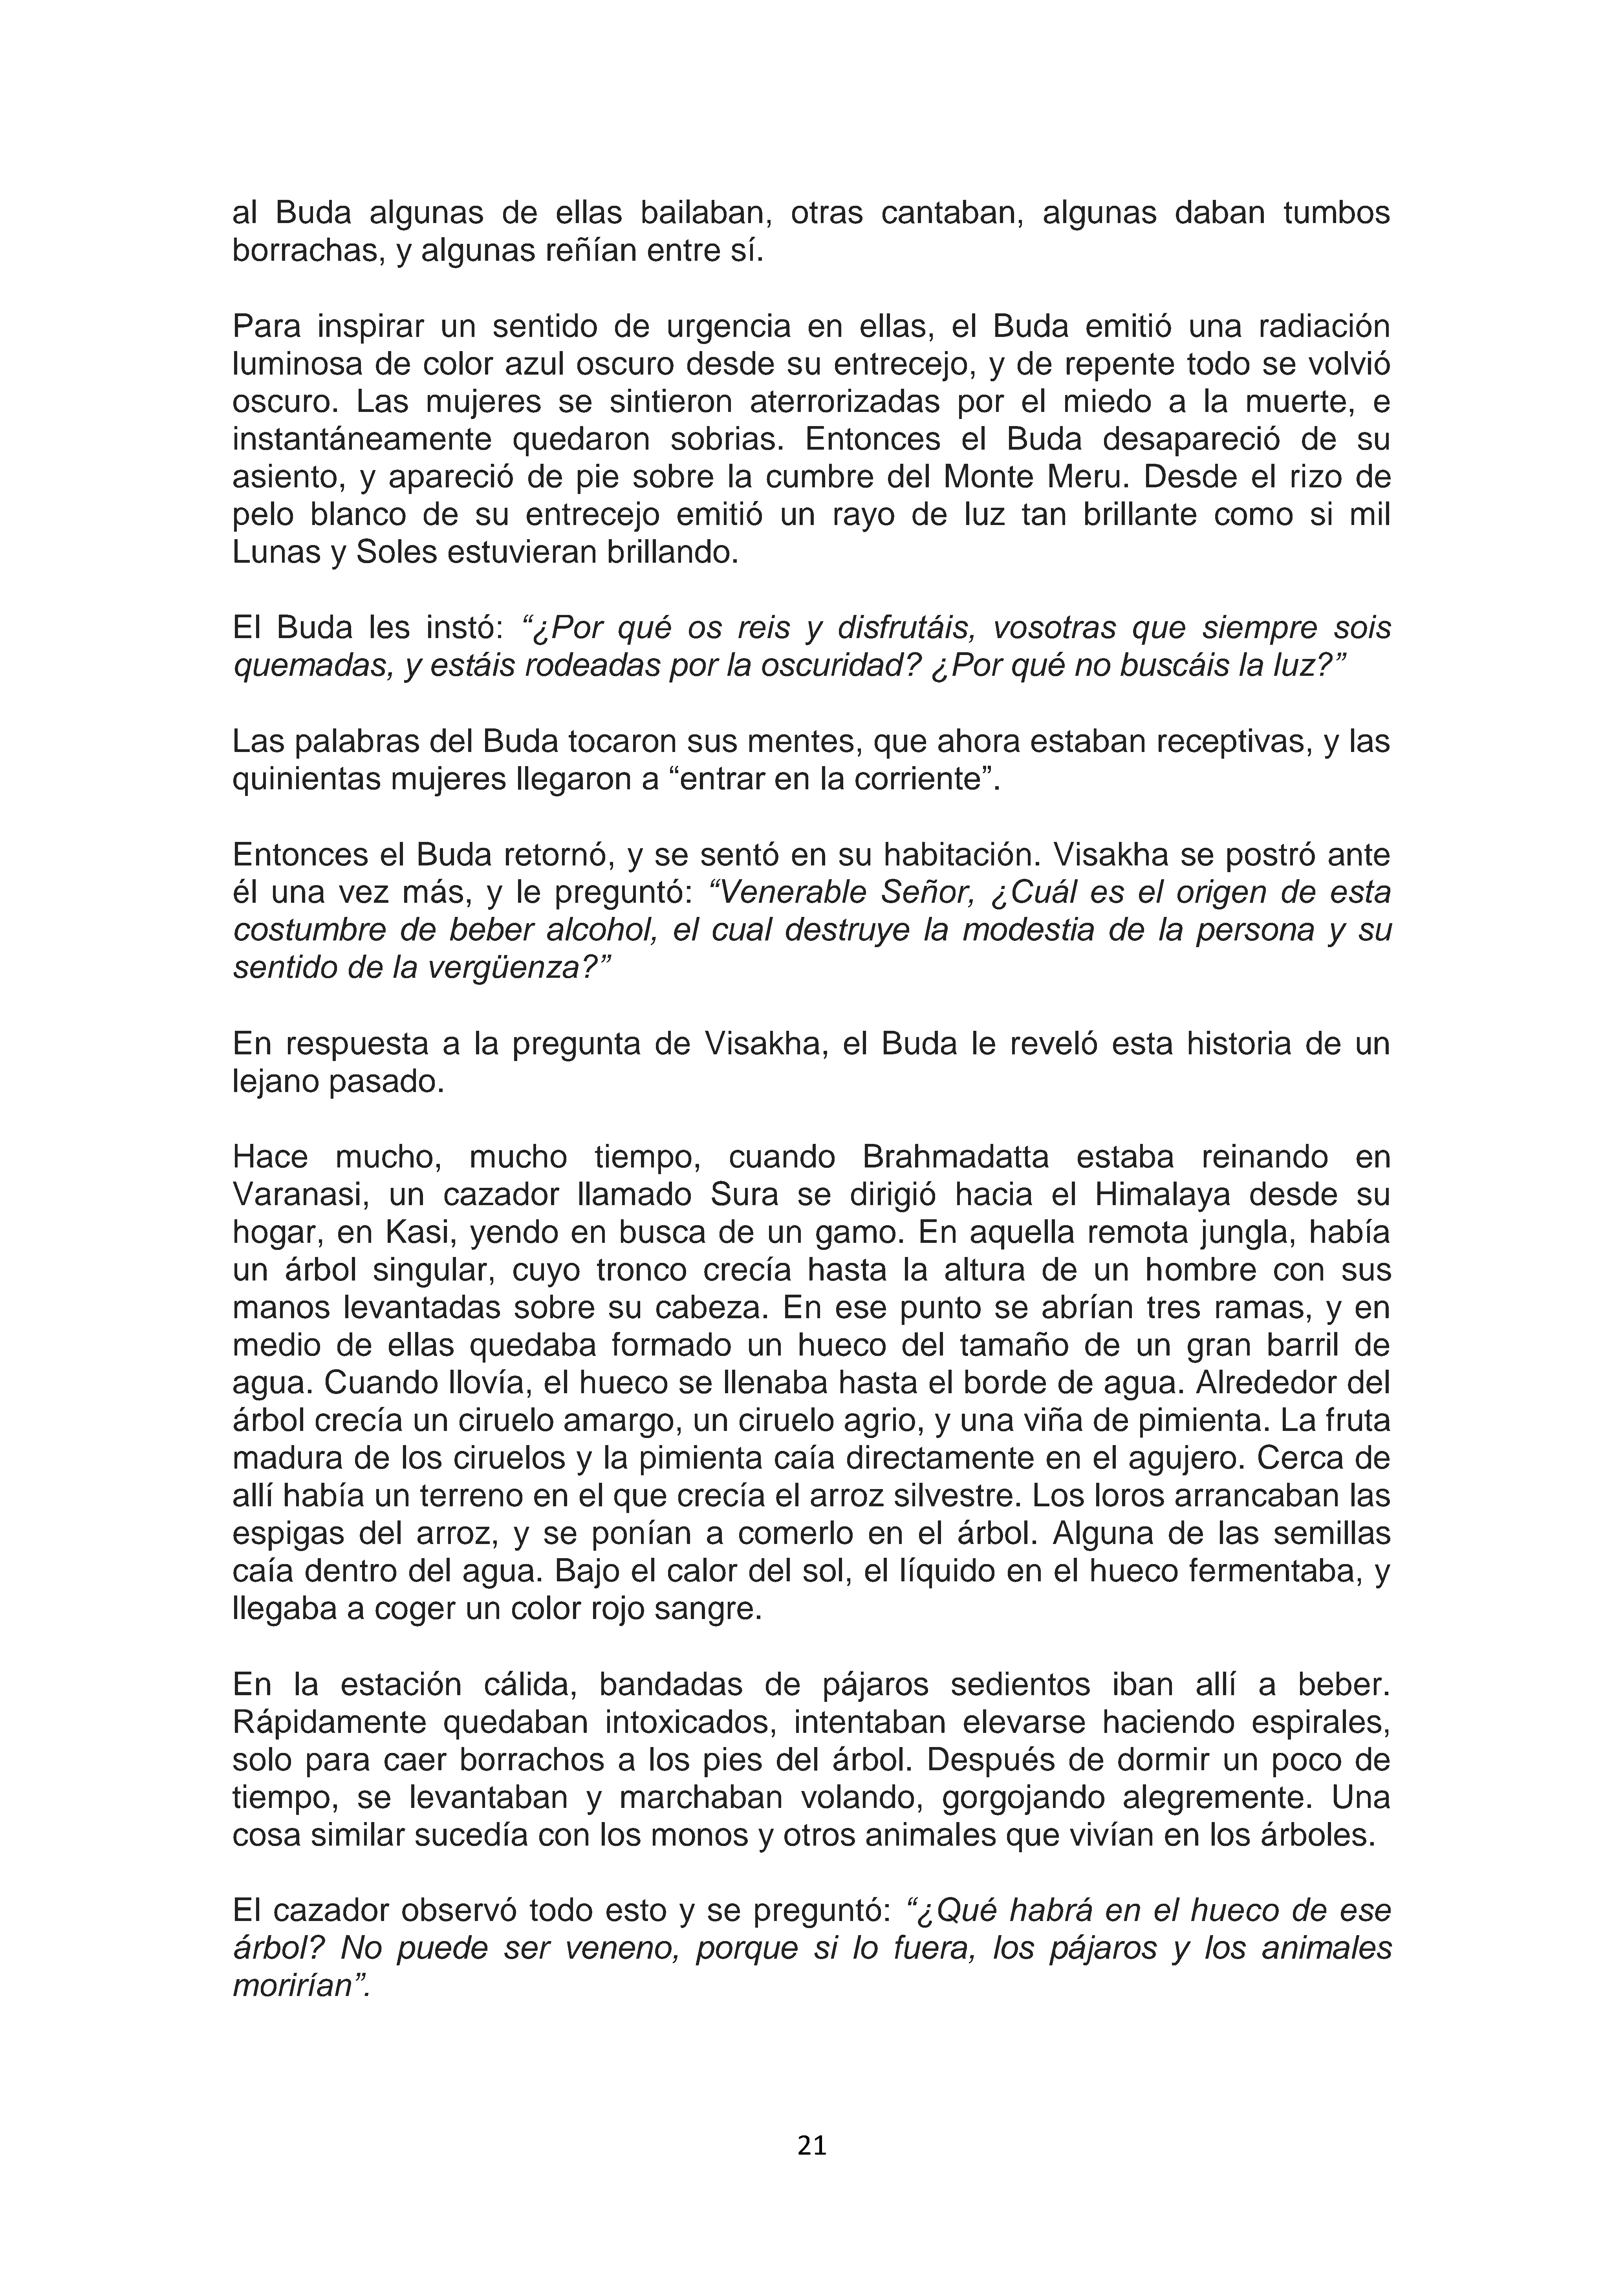 al Buda algunas de ellas bailaban, otras cantaban, algunas daban tumbos
borrachas, y algunas reñían entre sí.
Para inspirar un sentido de urgencia en ellas, el Buda emitió una radiación
luminosa de color azul oscuro desde su entrecejo, y de repente todo se volvió
oscuro. Las mujeres se sintieron aterrorizadas por el miedo a la muerte, e
instantáneamente quedaron sobrias. Entonces el Buda desapareció de su
asiento, y apareció de pie sobre la cumbre del Monte Meru. Desde el rizo de
pelo blanco de su entrecejo emitió un rayo de luz tan brillante como si mil
Lunas y Soles estuvieran brillando.
El Buda les instó: “¿Por qué os reis y disfrutáis, vosotras que siempre sois
quemadas, y estáis rodeadas por la oscuridad? ¿Por qué no buscáis la luz?”
Las palabras del Buda tocaron sus mentes, que ahora estaban receptivas, y las
quinientas mujeres llegaron a “entrar en la corriente”.
Entonces el Buda retornó, y se sentó en su habitación. Visakha se postró ante
él una vez más, y le preguntó: “Venerable Señor, ¿Cuál es el origen de esta
costumbre de beber alcohol, el cual destruye la modestia de la persona y su
sentido de la vergüenza?”
En respuesta a la pregunta de Visakha, el Buda le reveló esta historia de un
lejano pasado.
Hace mucho, mucho tiempo, cuando Brahmadatta estaba reinando en
Varanasi, un cazador llamado Sura se dirigió hacia el Himalaya desde su
hogar, en Kasi, yendo en busca de un gamo. En aquella remota jungla, había
un árbol singular, cuyo tronco crecía hasta la altura de un hombre con sus
manos levantadas sobre su cabeza. En ese punto se abrían tres ramas, y en
medio de ellas quedaba formado un hueco del tamaño de un gran barril de
agua. Cuando llovía, el hueco se llenaba hasta el borde de agua. Alrededor del
árbol crecía un ciruelo amargo, un ciruelo agrio, y una viña de pimienta. La fruta
madura de los ciruelos y la pimienta caía directamente en el agujero. Cerca de
allí había un terreno en el que crecía el arroz silvestre. Los loros arrancaban las
espigas del arroz, y se ponían a comerlo en el árbol. Alguna de las semillas
caía dentro del agua. Bajo el calor del sol, el líquido en el hueco fermentaba, y
llegaba a coger un color rojo sangre.
En la estación cálida, bandadas de pájaros sedientos iban allí a beber.
Rápidamente quedaban intoxicados, intentaban elevarse haciendo espirales,
solo para caer borrachos a los pies del árbol. Después de dormir un poco de
tiempo, se levantaban y marchaban volando, gorgojando alegremente. Una
cosa similar sucedía con los monos y otros animales que vivían en los árboles.
El cazador observó todo esto y se preguntó: “¿Qué habrá en el hueco de ese
árbol? No puede ser veneno, porque si lo fuera, los pájaros y los animales
morirían”.
21